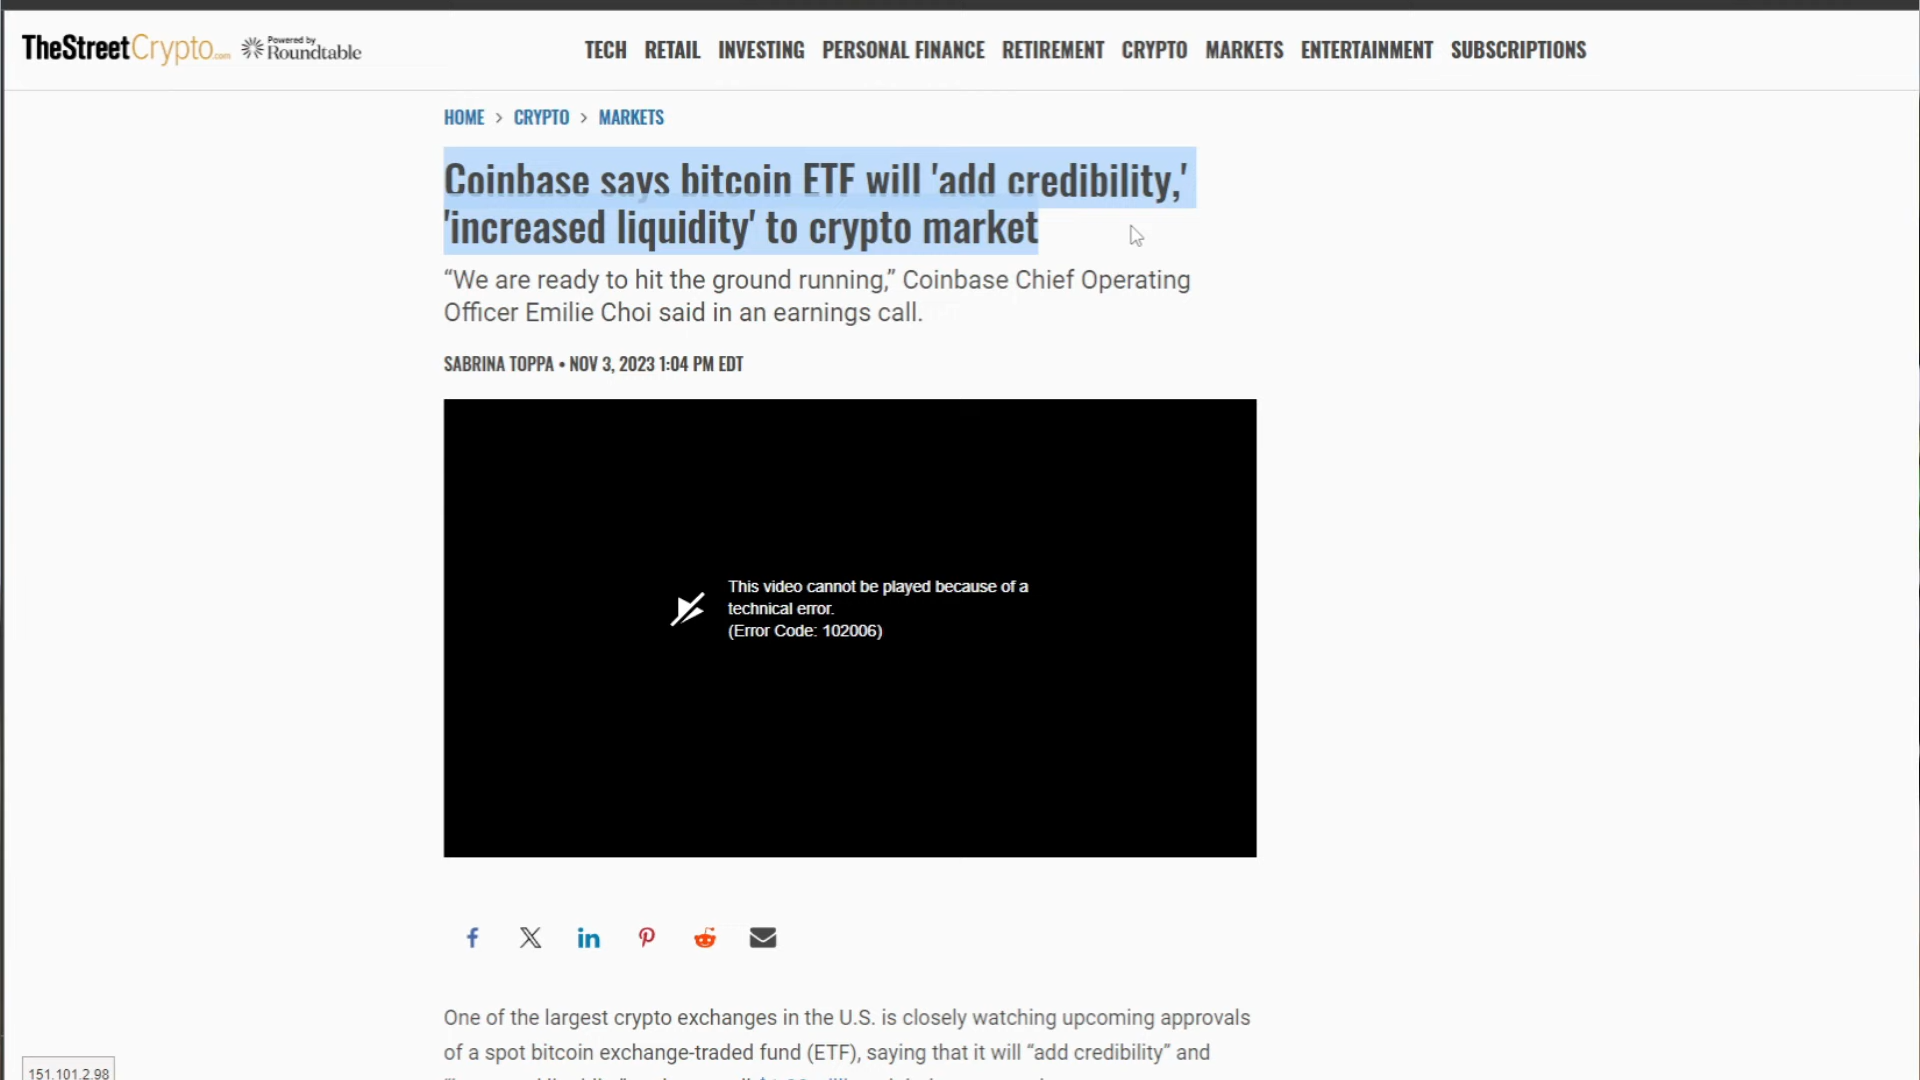 TheStreetCrypto.com Powered by Roundtable TECH RETAIL INVESTING PERSONAL FINANCE RETIREMENT CRYPTO MARKETS ENTERTAINMENT SUBSCRIPTIONS
HOME > CRYPTO > MARKETS
Coinbase says bitcoin ETF will 'add credibility,'
'increased liquidity' to crypto market
“We are ready to hit the ground running,” Coinbase Chief Operating
Officer Emilie Choi said in an earnings call.
SABRINA TOPPA • NOV 3, 2023 1:04 PM EDT
This video cannot be played because of a
technical error.
(Error Code: 102006)
One of the largest crypto exchanges in the U.S. is closely watching upcoming approvals
of a spot bitcoin exchange-traded fund (ETF), saying that it will “add credibility” and
151.101.2.98